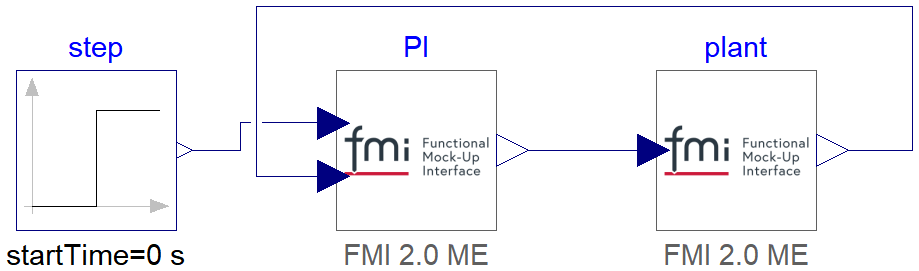 step
PI
plant
fmi Functional
Mock-Up
Interface
fmi Functional
Mock-Up
Interface
startTime=0 s
FMI 2.0 ME
FMI 2.0 ME